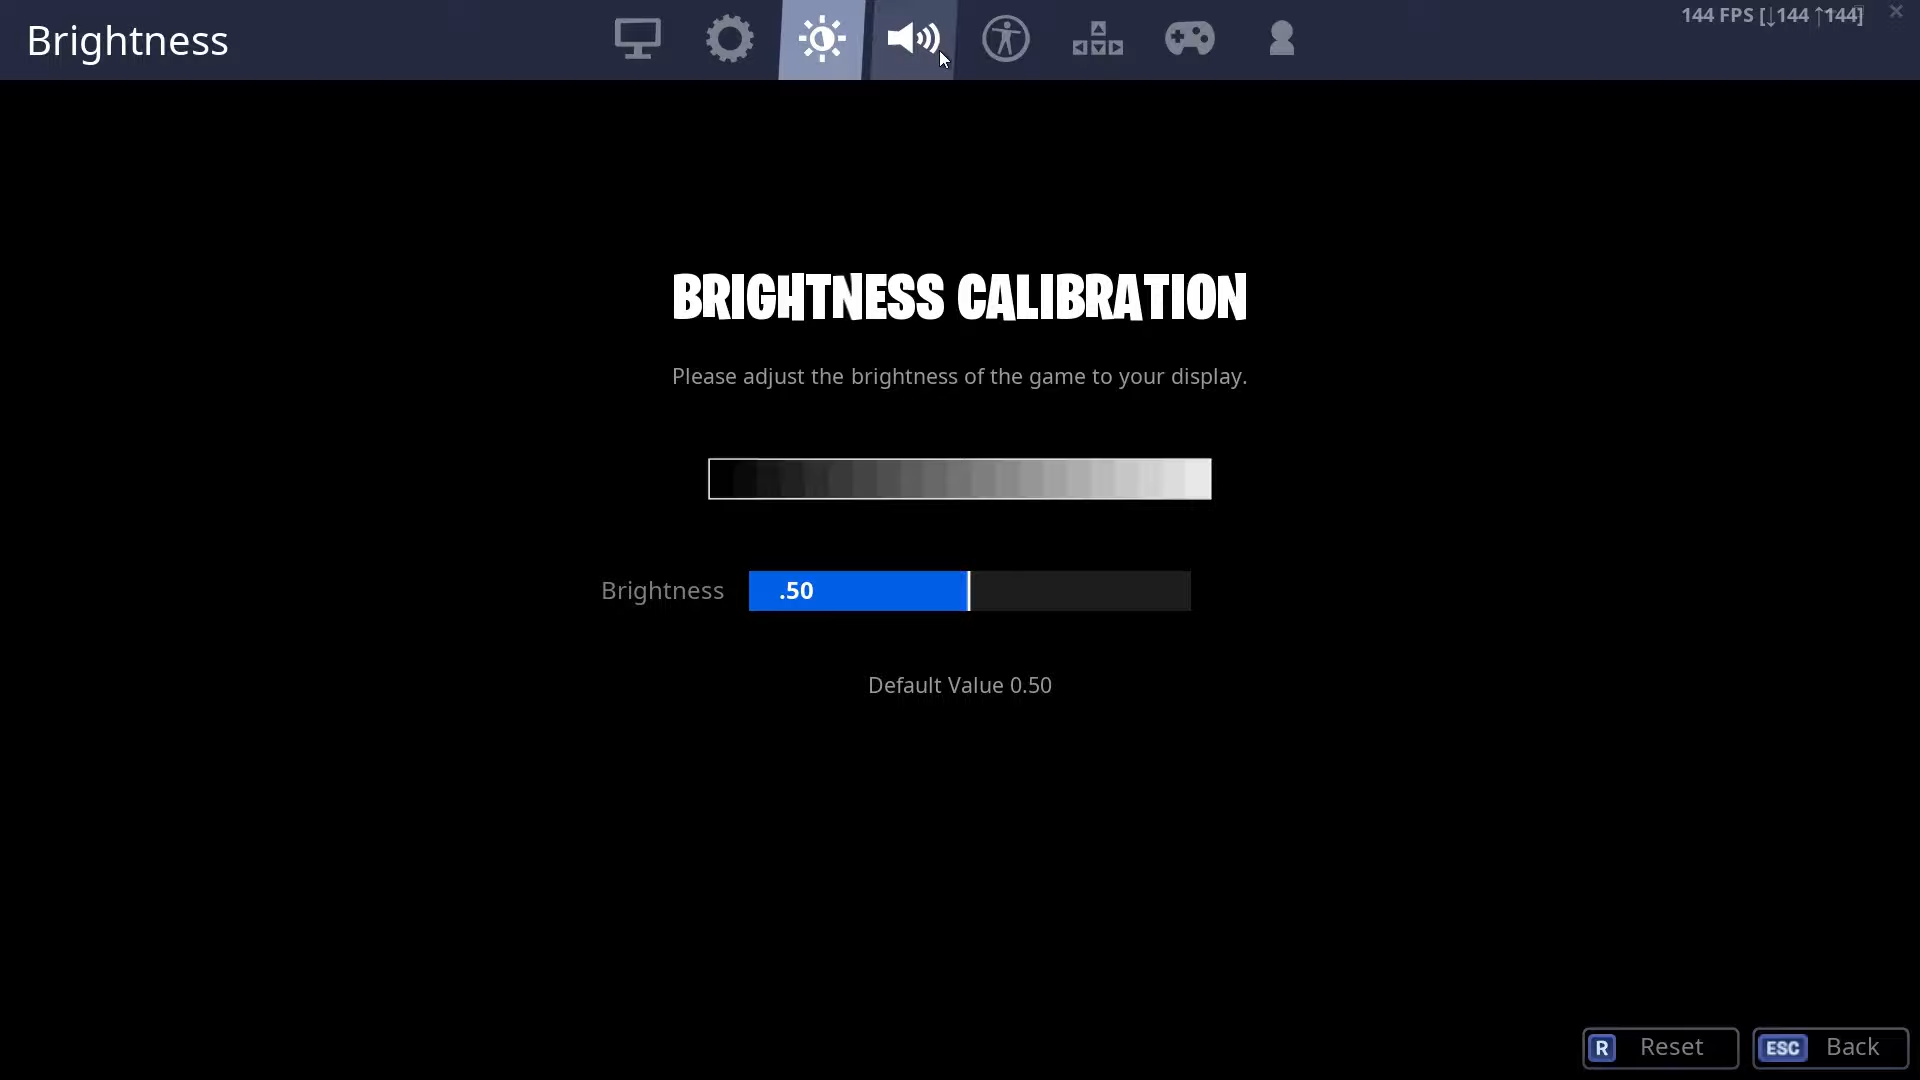 Brightness
144 FPS [↓144 ↑144]
BRIGHTNESS CALIBRATION
Please adjust the brightness of the game to your display.
Brightness
.50
Default Value 0.50
R Reset
ESC Back